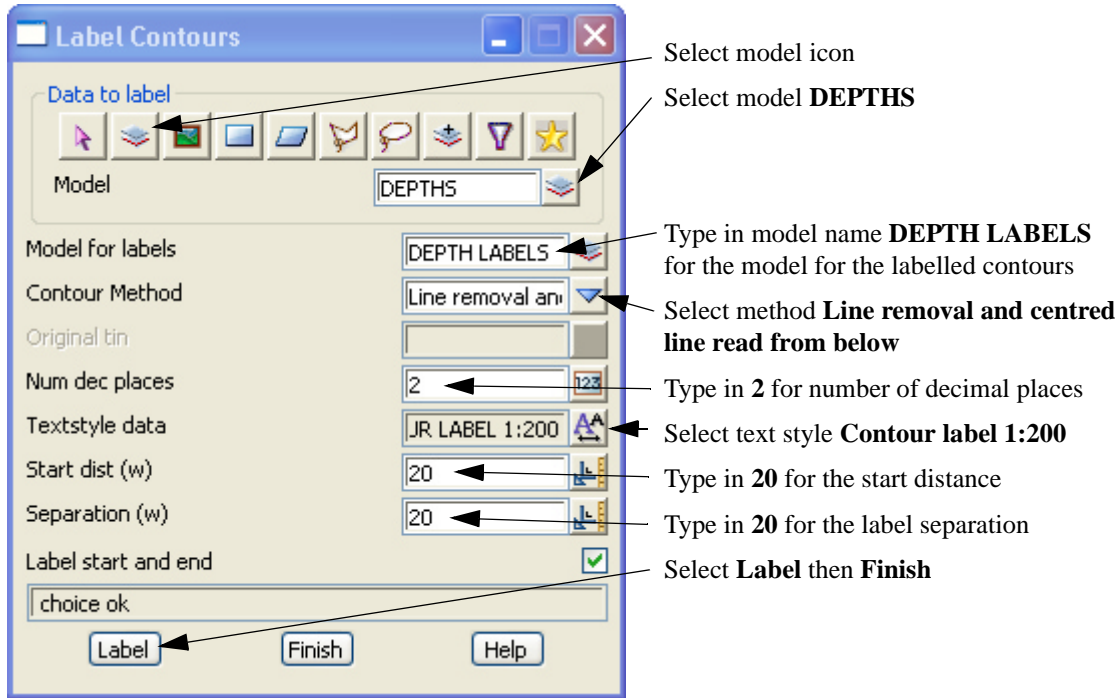 Label Contours
Select model icon
Data to label
Select model DEPTHS
Model
DEPTHS
Model for labels
DEPTH LABELS
Type in model name DEPTH LABELS
for the model for the labelled contours
Contour Method
Line removal an
Select method Line removal and centred
line read from below
Original tin
Num dec places
2
123
Type in 2 for number of decimal places
Textstyle data
JR LABEL 1:200
Select text style Contour label 1:200
Start dist (w)
20
Type in 20 for the start distance
Separation (w)
20
Type in 20 for the label separation
Label start and end
Select Label then Finish
choice ok
Label
Finish
Help